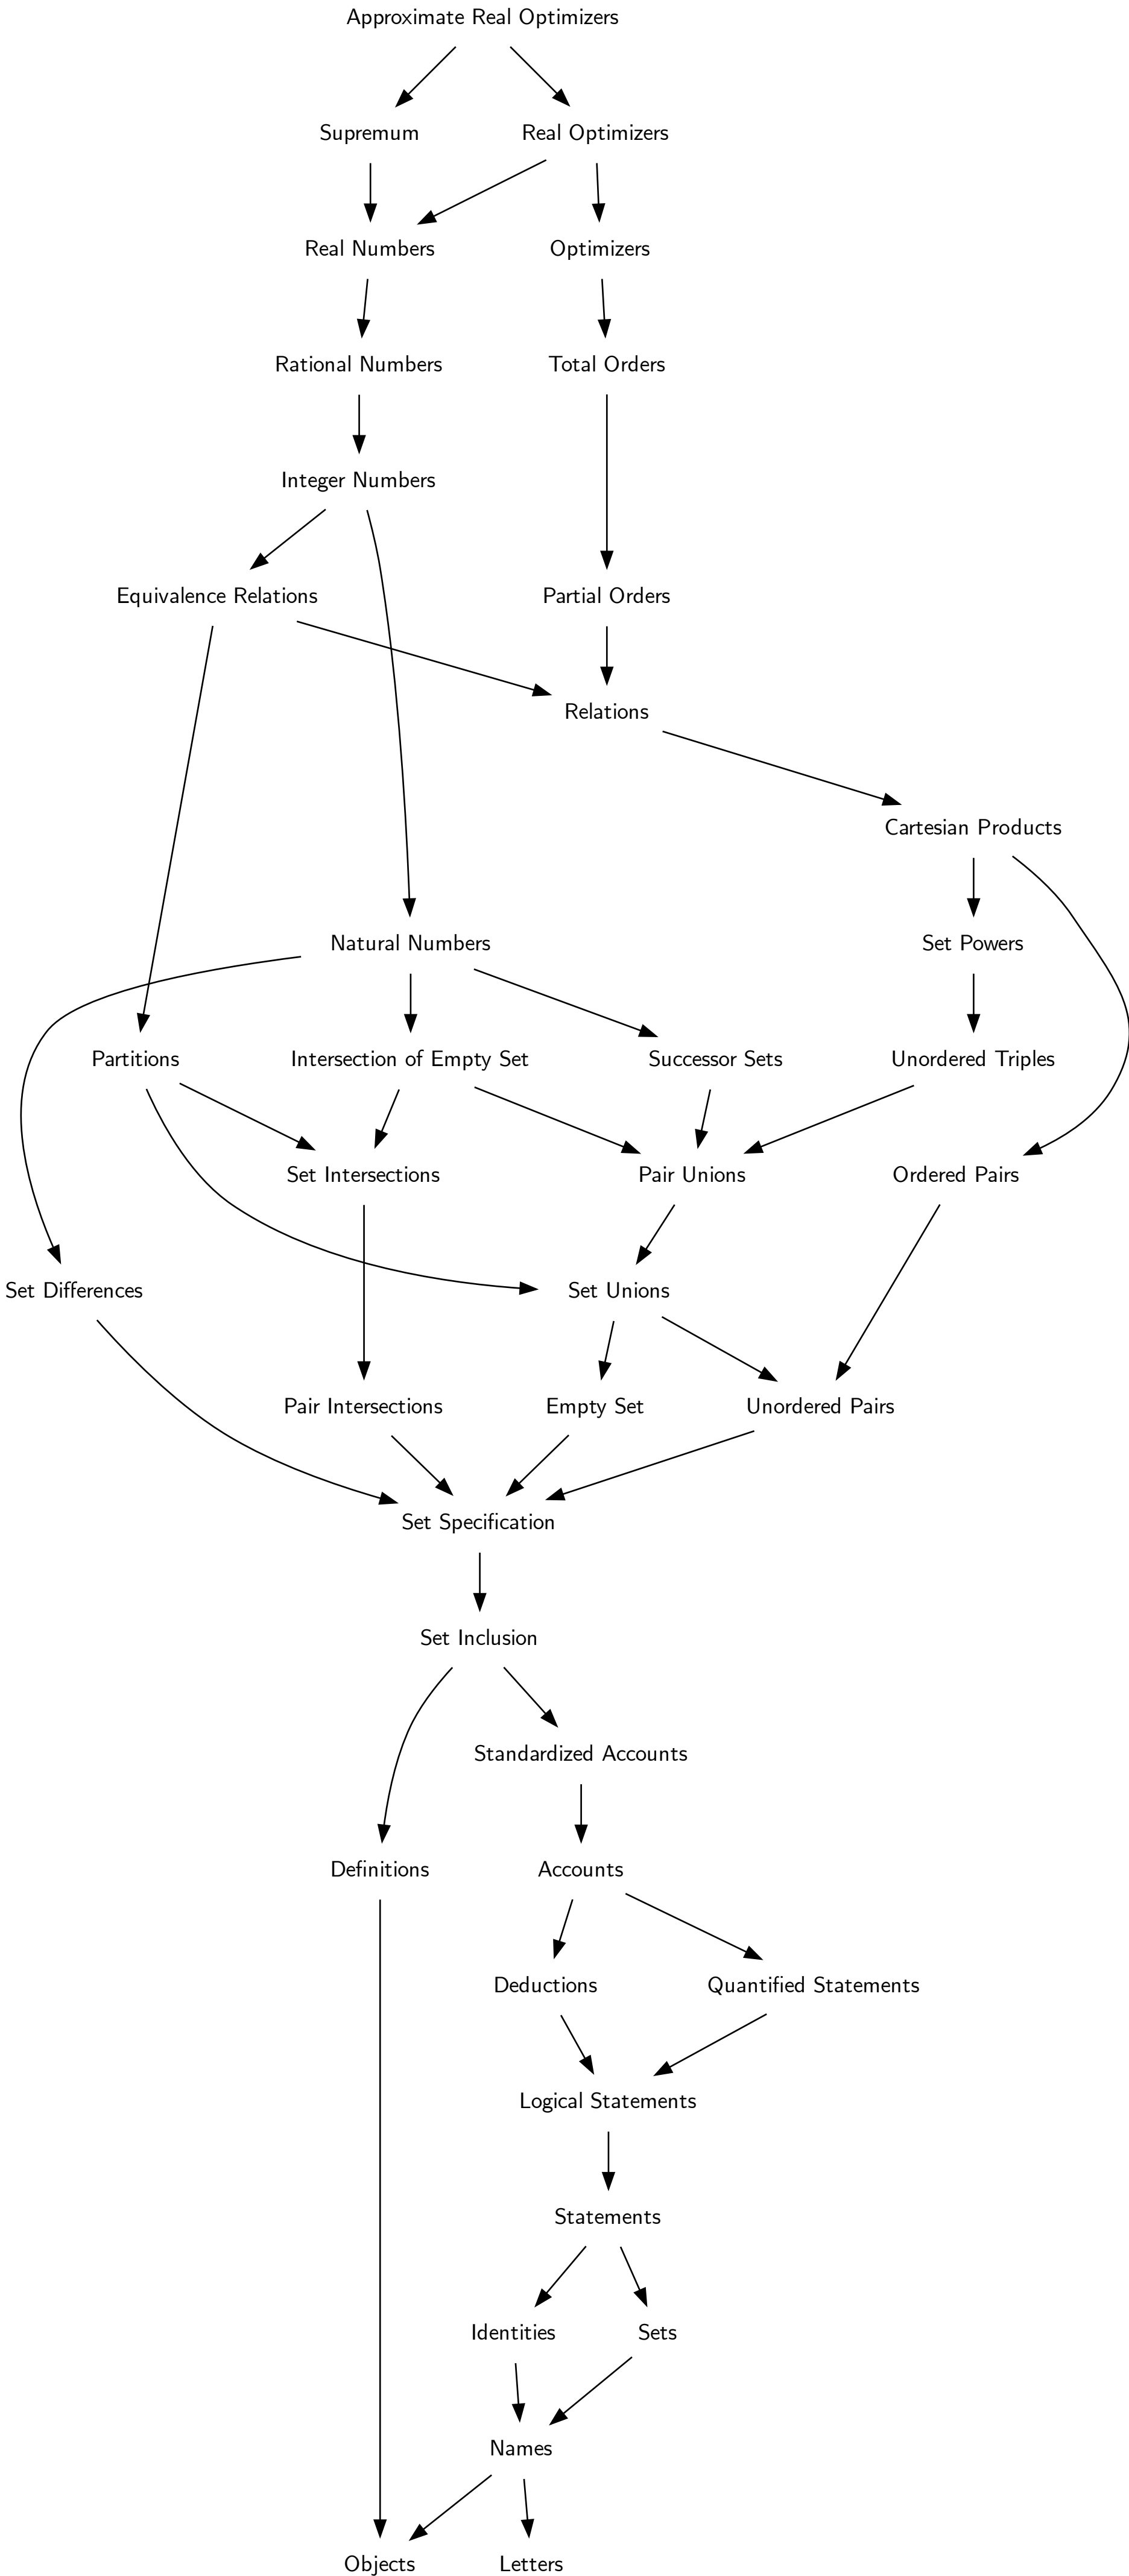 Approximate Real Optimizers
Supremum
Real Optimizers
Real Numbers
Optimizers
Rational Numbers
Total Orders
Integer Numbers
Equivalence Relations
Partial Orders
Relations
Cartesian Products
Natural Numbers
Set Powers
Partitions
Intersection of Empty Set
Successor Sets
Unordered Triples
Set Intersections
Pair Unions
Ordered Pairs
Set Differences
Set Unions
Pair Intersections
Empty Set
Unordered Pairs
Set Specification
Set Inclusion
Standardized Accounts
Definitions
Accounts
Deductions
Quantified Statements
Logical Statements
Statements
Identities
Sets
Names
Objects
Letters